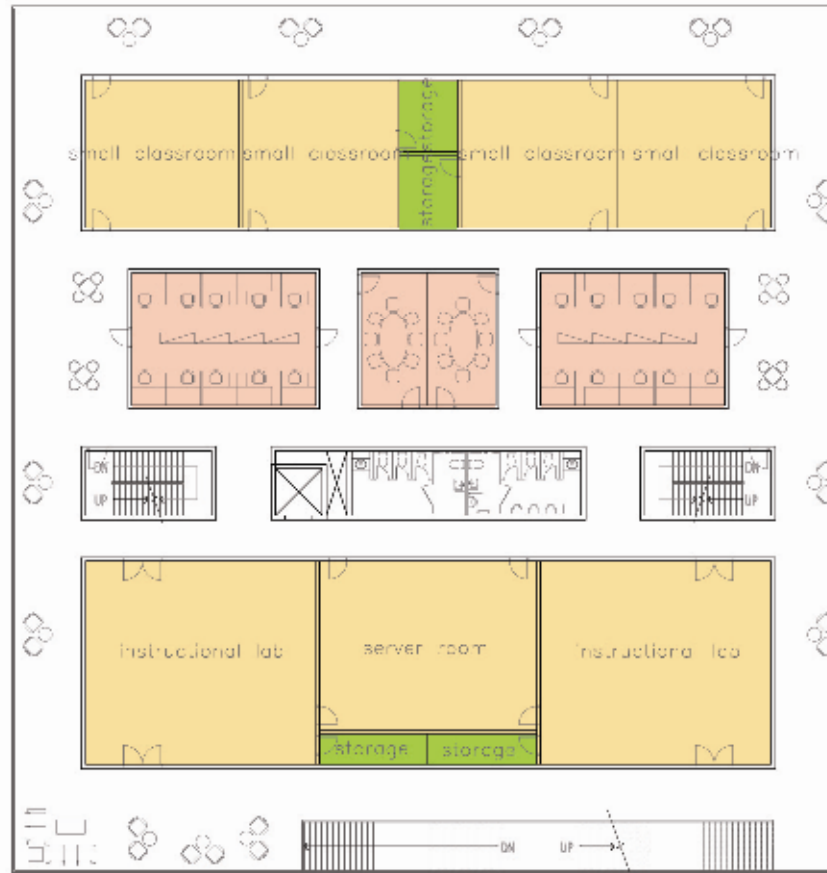 storage
small classroom small classroom small classroom small classroom
storage
DN DN
UP UP
instructional lab server room instructional lab
storage storage
DN UP